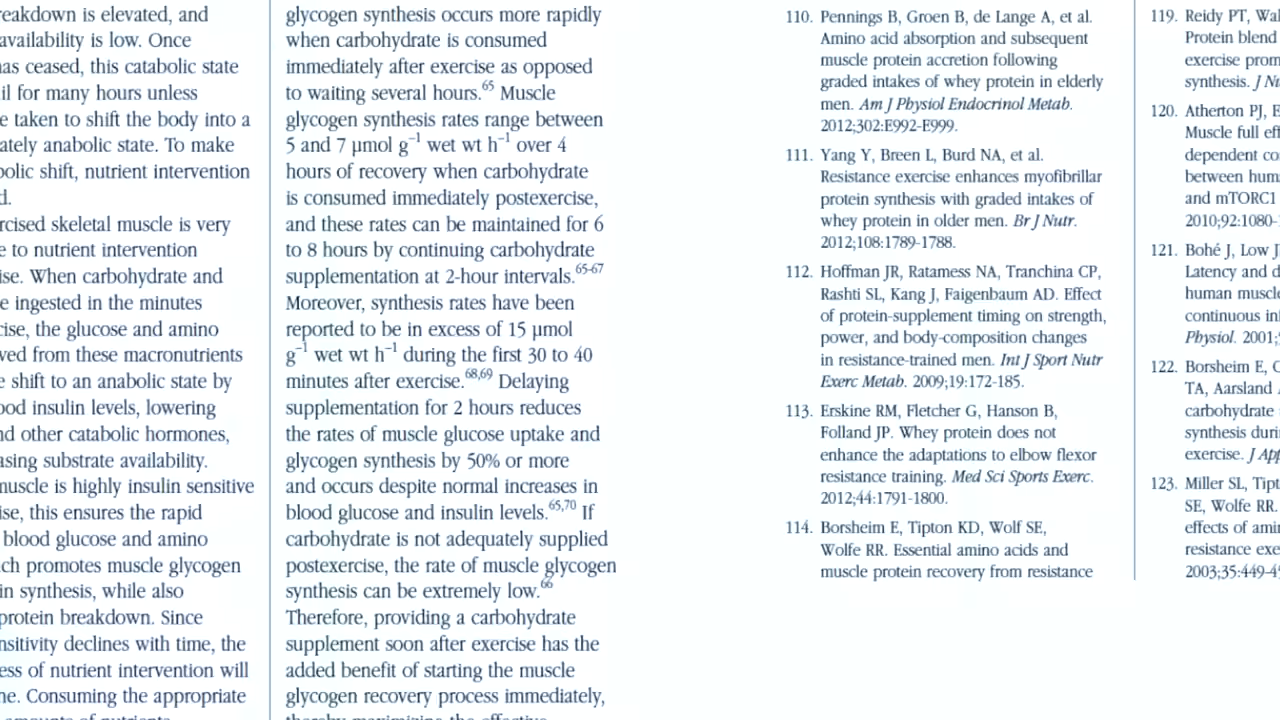 reakdown is elevated, and
availability is low. Once
has ceased, this catabolic state
il for many hours unless
e taken to shift the body into a
ately anabolic state. To make
bolic shift, nutrient intervention
d.
rcised skeletal muscle is very
e to nutrient intervention
ise. When carbohydrate and
e ingested in the minutes
cise, the glucose and amino
ved from these macronutrients
e shift to an anabolic state by
ood insulin levels, lowering
nd other catabolic hormones,
asing substrate availability.
muscle is highly insulin sensitive
ise, this ensures the rapid
blood glucose and amino
ch promotes muscle glycogen
in synthesis, while also
protein breakdown. Since
nsitivity declines with time, the
ess of nutrient intervention will
ne. Consuming the appropriate
amounts of nutrients
glycogen synthesis occurs more rapidly
when carbohydrate is consumed
immediately after exercise as opposed
to waiting several hours.65 Muscle
glycogen synthesis rates range between
5 and 7 µmol g−1 wet wt h−1 over 4
hours of recovery when carbohydrate
is consumed immediately postexercise,
and these rates can be maintained for 6
to 8 hours by continuing carbohydrate
supplementation at 2-hour intervals.65-67
Moreover, synthesis rates have been
reported to be in excess of 15 µmol
g−1 wet wt h−1 during the first 30 to 40
minutes after exercise.68,69 Delaying
supplementation for 2 hours reduces
the rates of muscle glucose uptake and
glycogen synthesis by 50% or more
and occurs despite normal increases in
blood glucose and insulin levels.65,70 If
carbohydrate is not adequately supplied
postexercise, the rate of muscle glycogen
synthesis can be extremely low.66
Therefore, providing a carbohydrate
supplement soon after exercise has the
added benefit of starting the muscle
glycogen recovery process immediately,
thereby maximizing the effective
110. Pennings B, Groen B, de Lange A, et al.
Amino acid absorption and subsequent
muscle protein accretion following
graded intakes of whey protein in elderly
men. Am J Physiol Endocrinol Metab.
2012;302:E992-E999.
111. Yang Y, Breen L, Burd NA, et al.
Resistance exercise enhances myofibrillar
protein synthesis with graded intakes of
whey protein in older men. Br J Nutr.
2012;108:1789-1788.
112. Hoffman JR, Ratamess NA, Tranchina CP,
Rashti SL, Kang J, Faigenbaum AD. Effect
of protein-supplement timing on strength,
power, and body-composition changes
in resistance-trained men. Int J Sport Nutr
Exerc Metab. 2009;19:172-185.
113. Erskine RM, Fletcher G, Hanson B,
Folland JP. Whey protein does not
enhance the adaptations to elbow flexor
resistance training. Med Sci Sports Exerc.
2012;44:1791-1800.
114. Borsheim E, Tipton KD, Wolf SE,
Wolfe RR. Essential amino acids and
muscle protein recovery from resistance
119. Reidy PT, Wal
Protein blend
exercise prom
synthesis. J Nu
120. Atherton PJ, E
Muscle full eff
dependent co
between hum
and mTORC1
2010;92:1080-
121. Bohé J, Low J
Latency and d
human muscle
continuous in
Physiol. 2001;
122. Borsheim E, C
TA, Aarsland
carbohydrate
synthesis duri
exercise. J App
123. Miller SL, Tipt
SE, Wolfe RR.
effects of amin
resistance exe
2003;35:449-4